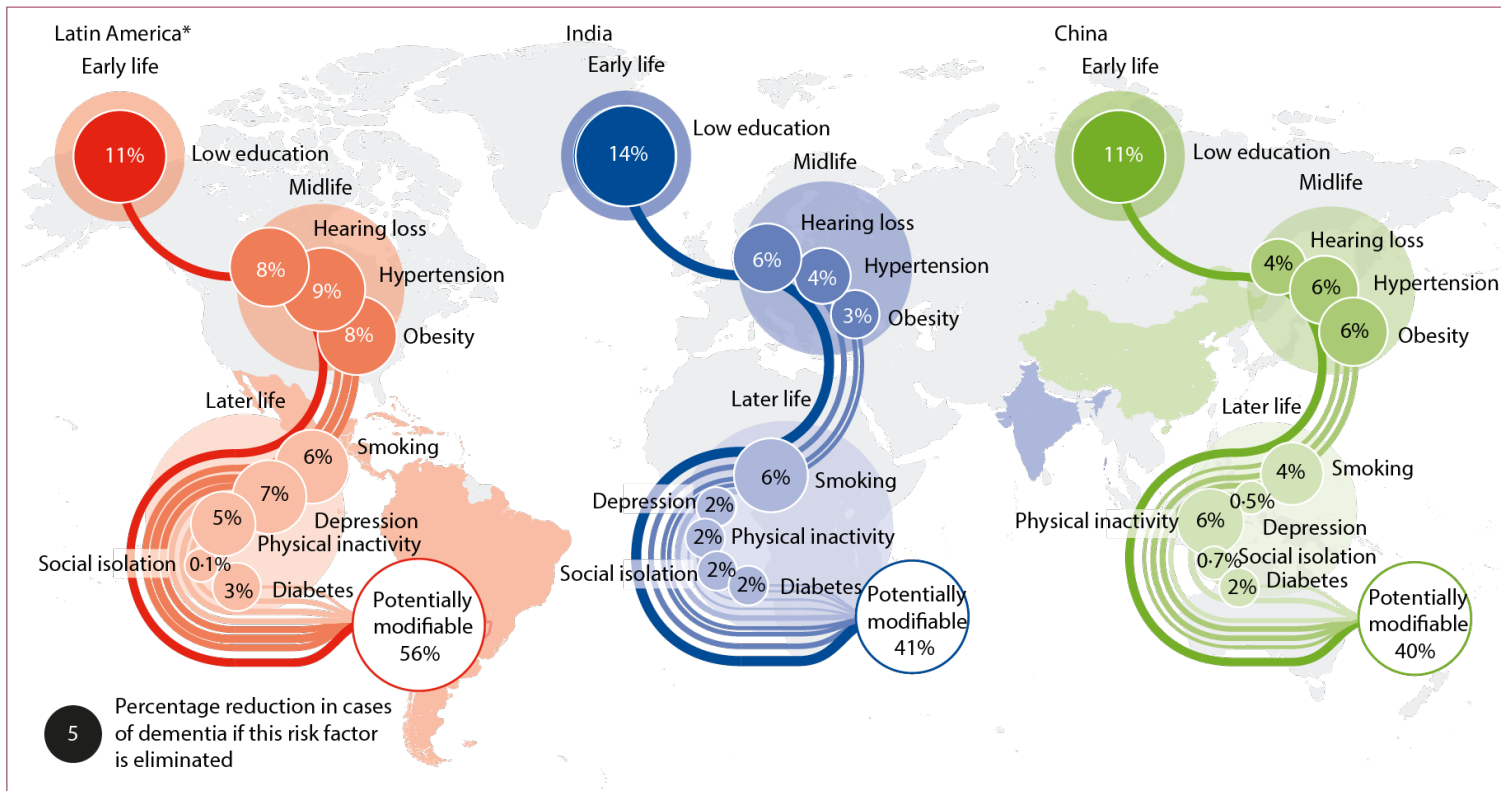 Latin America*
Early life
11%
Low education
Midlife
Hearing loss
8%
Hypertension
9%
8%
Obesity
Later life
Smoking
6%
7%
5%
Depression
Physical inactivity
Social isolation
0·1%
3%
Diabetes
Potentially
modifiable
56%
India
Early life
14%
Low education
Midlife
Hearing loss
6%
Hypertension
4%
3%
Obesity
Later life
6%
Smoking
Depression
2%
2%
Physical inactivity
Social isolation
2%
2%
Diabetes
Potentially
modifiable
41%
China
Early life
11%
Low education
Midlife
Hearing loss
4%
Hypertension
6%
6%
Obesity
Later life
Smoking
4%
0·5%
Physical inactivity
6%
Depression
Social isolation
0·7%
Diabetes
2%
Potentially
modifiable
40%
5
Percentage reduction in cases
of dementia if this risk factor
is eliminated